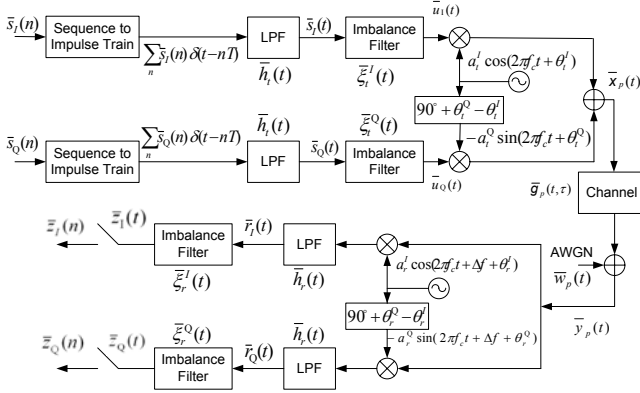 s̄_I(n)
Sequence to
Impulse Train
∑_n s̄_I(n) δ(t−nT)
LPF
h̄_t(t)
s̄_I(t)
Imbalance
Filter
ξ̄_t^I(t)
ū_1(t)
a_t^I cos(2πf_c t+θ_t^I)
90°+θ_t^Q−θ_t^I
−a_t^Q sin(2πf_c t+θ_t^Q)
x̄_p(t)
s̄_Q(n)
Sequence to
Impulse Train
∑_n s̄_Q(n) δ(t−nT)
h̄_t(t)
LPF
s̄_Q(t)
ξ̄_t^Q(t)
Imbalance
Filter
ū_Q(t)
ḡ_p(t,τ)
Channel
AWGN
w̄_p(t)
ȳ_p(t)
z̄_I(n)
z̄_I(t)
Imbalance
Filter
ξ̄_r^I(t)
r̄_I(t)
LPF
h̄_r(t)
a_r^I cos(2πf_c t+Δf+θ_r^I)
90°+θ_r^Q−θ_r^I
−a_r^Q sin(2πf_c t+Δf+θ_r^Q)
z̄_Q(n)
z̄_Q(t)
ξ̄_r^Q(t)
Imbalance
Filter
r̄_Q(t)
h̄_r(t)
LPF